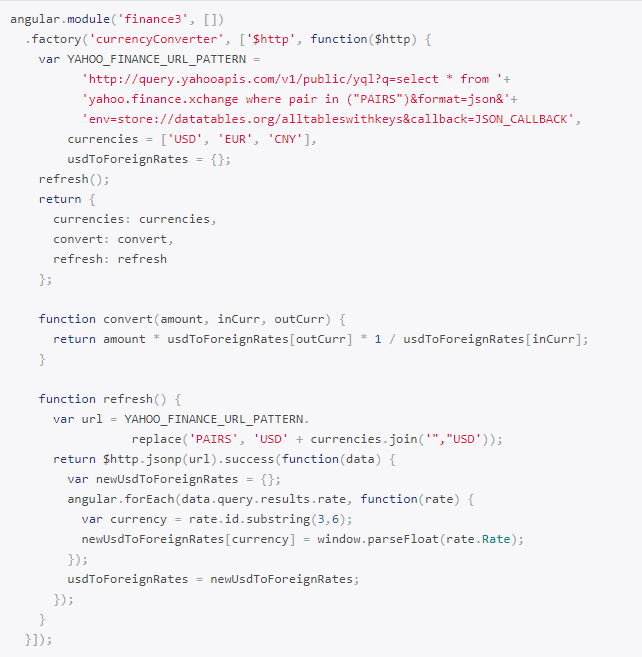 angular.module('finance3', [])
  .factory('currencyConverter', ['$http', function($http) {
    var YAHOO_FINANCE_URL_PATTERN =
          'http://query.yahooapis.com/v1/public/yql?q=select * from '+
          'yahoo.finance.xchange where pair in ("PAIRS")&format=json&'+
          'env=store://datatables.org/alltableswithkeys&callback=JSON_CALLBACK',
        currencies = ['USD', 'EUR', 'CNY'],
        usdToForeignRates = {};
    refresh();
    return {
      currencies: currencies,
      convert: convert,
      refresh: refresh
    };

    function convert(amount, inCurr, outCurr) {
      return amount * usdToForeignRates[outCurr] * 1 / usdToForeignRates[inCurr];
    }

    function refresh() {
      var url = YAHOO_FINANCE_URL_PATTERN.
                 replace('PAIRS', 'USD' + currencies.join('","USD'));
      return $http.jsonp(url).success(function(data) {
        var newUsdToForeignRates = {};
        angular.forEach(data.query.results.rate, function(rate) {
          var currency = rate.id.substring(3,6);
          newUsdToForeignRates[currency] = window.parseFloat(rate.Rate);
        });
        usdToForeignRates = newUsdToForeignRates;
      });
    }
  }]);